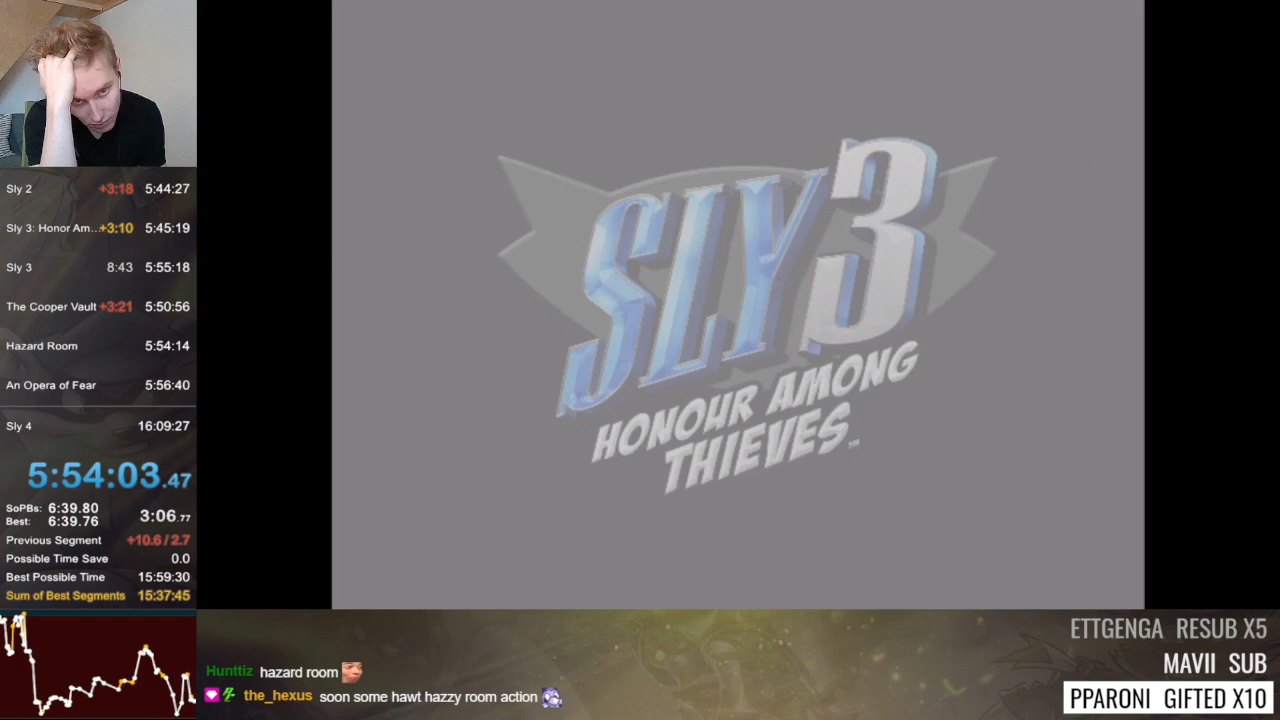 Sly 2 +3:18 5:44:27
Sly 3: Honor Am... +3:10 5:45:19
Sly 3 8:43 5:55:18
The Cooper Vault +3:21 5:50:56
Hazard Room 5:54:14
An Opera of Fear 5:56:40
Sly 4 16:09:27
5:54:03.47
SoPBs: 6:39.80
Best: 6:39.76
3:06.77
Previous Segment +10.6 / 2.7
Possible Time Save 0.0
Best Possible Time 15:59:30
Sum of Best Segments 15:37:45
SLY 3
HONOUR AMONG
THIEVES™
Hunttiz hazard room
the_hexus soon some hawt hazzy room action
ETTGENGA RESUB X5
MAVII SUB
PPARONI GIFTED X10